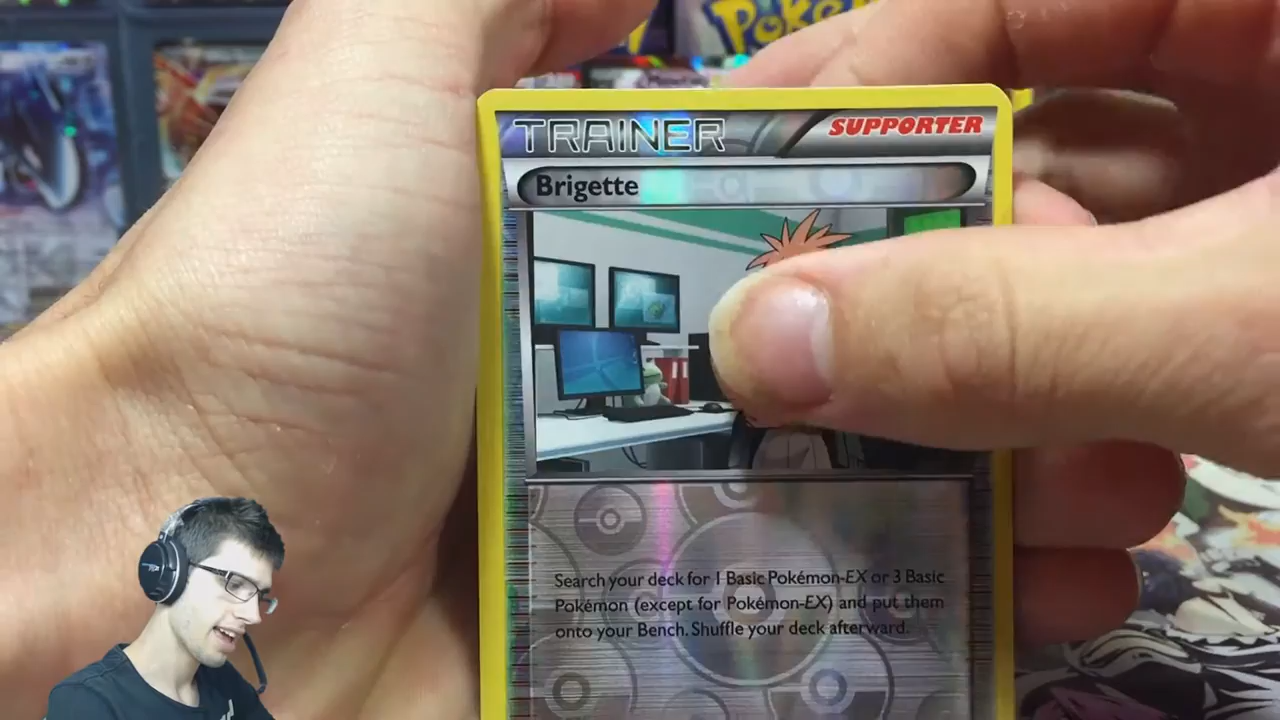 Poké
TRAINER
SUPPORTER
Brigette
Search your deck for 1 Basic Pokémon-EX or 3 Basic
Pokémon (except for Pokémon-EX) and put them
onto your Bench. Shuffle your deck afterward.